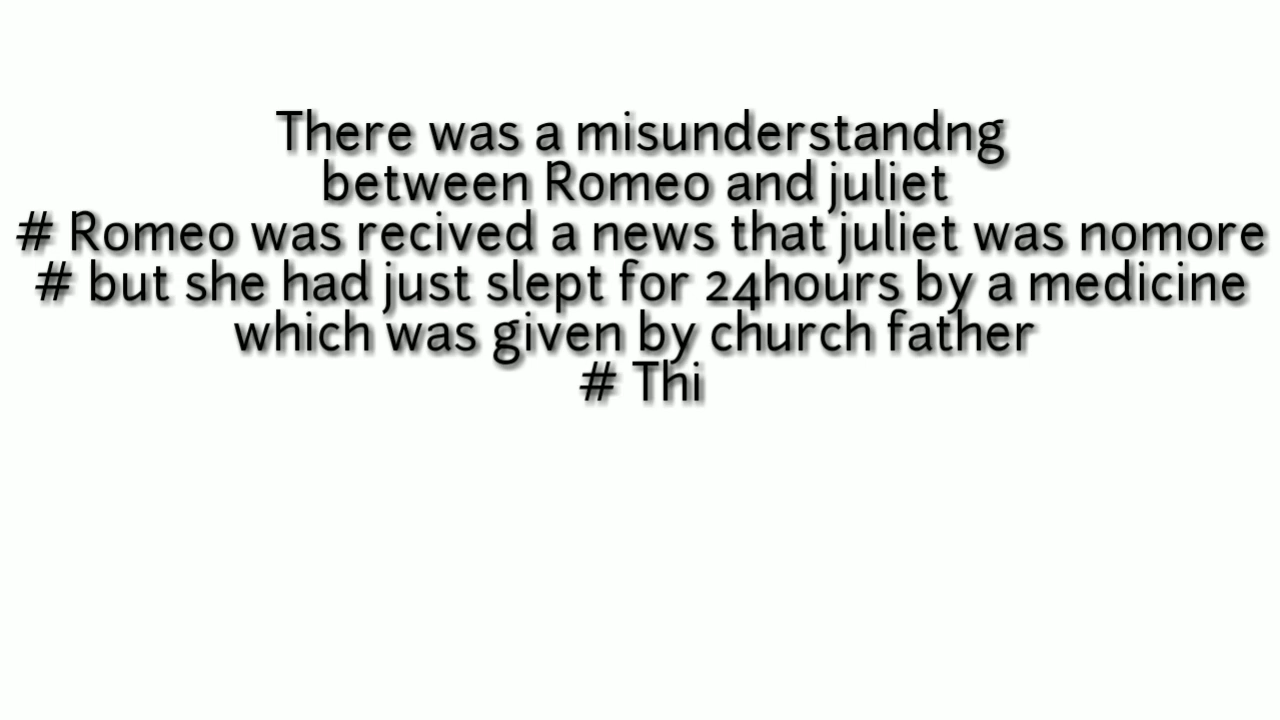 There was a misunderstandng
between Romeo and juliet
# Romeo was recived a news that juliet was nomore
# but she had just slept for 24hours by a medicine
which was given by church father
# Thi